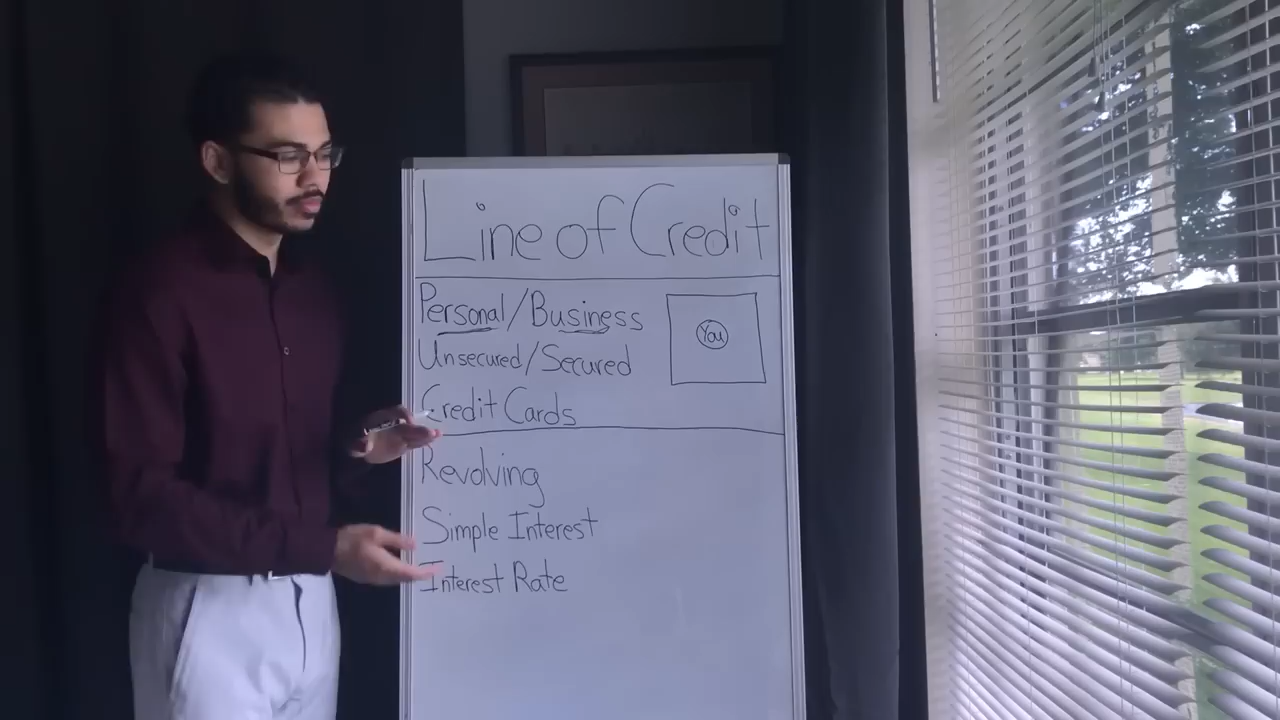 Line of Credit
Personal/Business
You
Unsecured/Secured
Credit Cards
Revolving
Simple Interest
Interest Rate